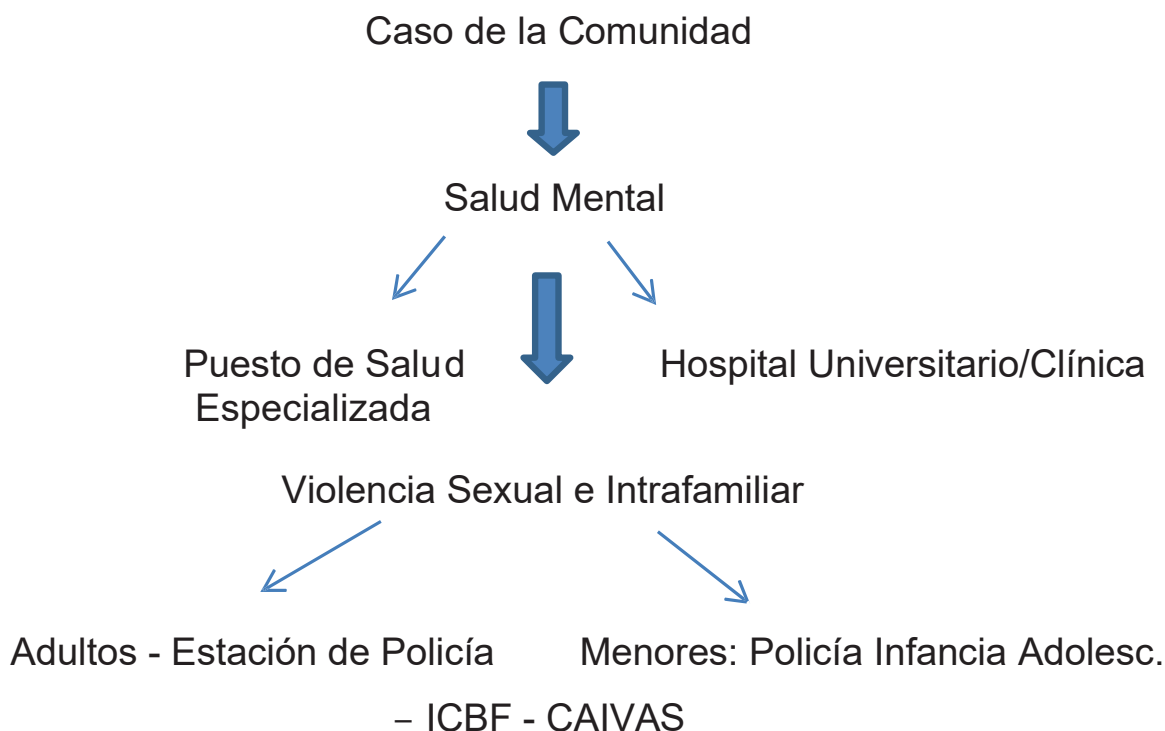 Caso de la Comunidad
Salud Mental
Puesto de Salud
Especializada
Hospital Universitario/Clínica
Violencia Sexual e Intrafamiliar
Adultos - Estación de Policía
Menores: Policía Infancia Adolesc.
– ICBF - CAIVAS